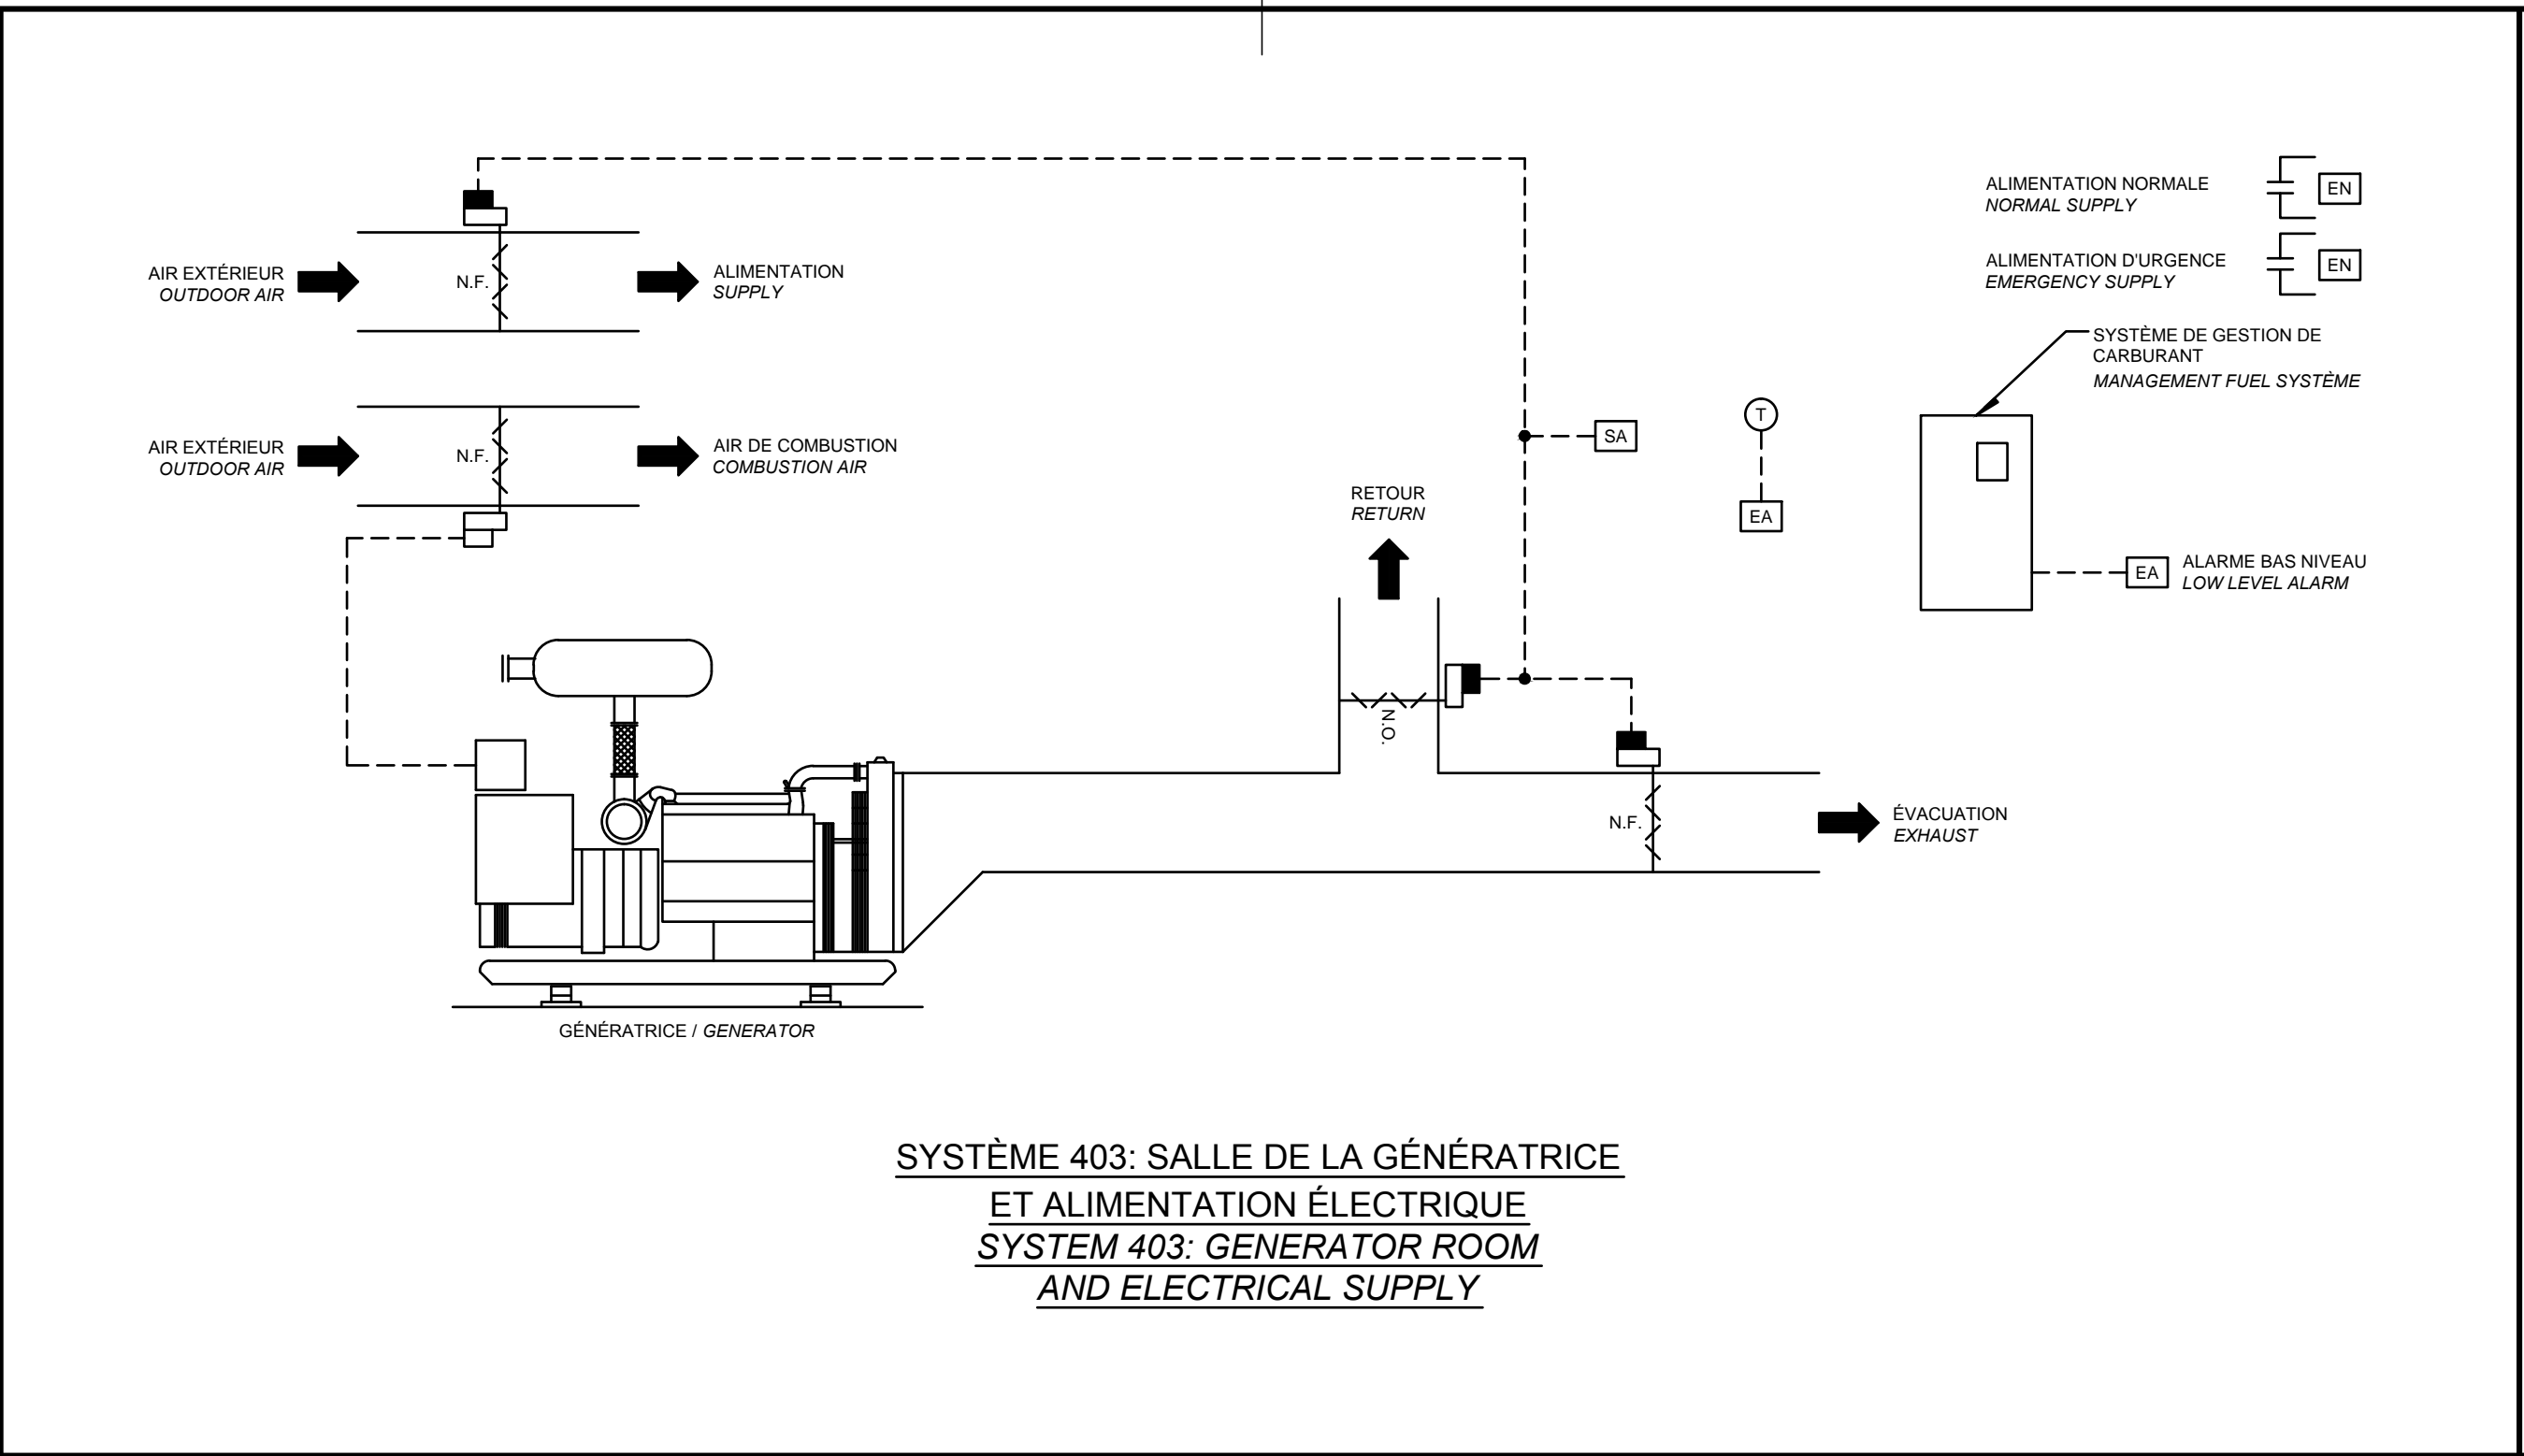 AIR EXTÉRIEUR
OUTDOOR AIR
N.F.
ALIMENTATION
SUPPLY
AIR EXTÉRIEUR
OUTDOOR AIR
N.F.
AIR DE COMBUSTION
COMBUSTION AIR
RETOUR
RETURN
N.O.
SA
T
EA
ALIMENTATION NORMALE
NORMAL SUPPLY
EN
ALIMENTATION D'URGENCE
EMERGENCY SUPPLY
EN
SYSTÈME DE GESTION DE
CARBURANT
MANAGEMENT FUEL SYSTÈME
EA
ALARME BAS NIVEAU
LOW LEVEL ALARM
N.F.
ÉVACUATION
EXHAUST
GÉNÉRATRICE / GENERATOR
SYSTÈME 403: SALLE DE LA GÉNÉRATRICE
ET ALIMENTATION ÉLECTRIQUE
SYSTEM 403: GENERATOR ROOM
AND ELECTRICAL SUPPLY